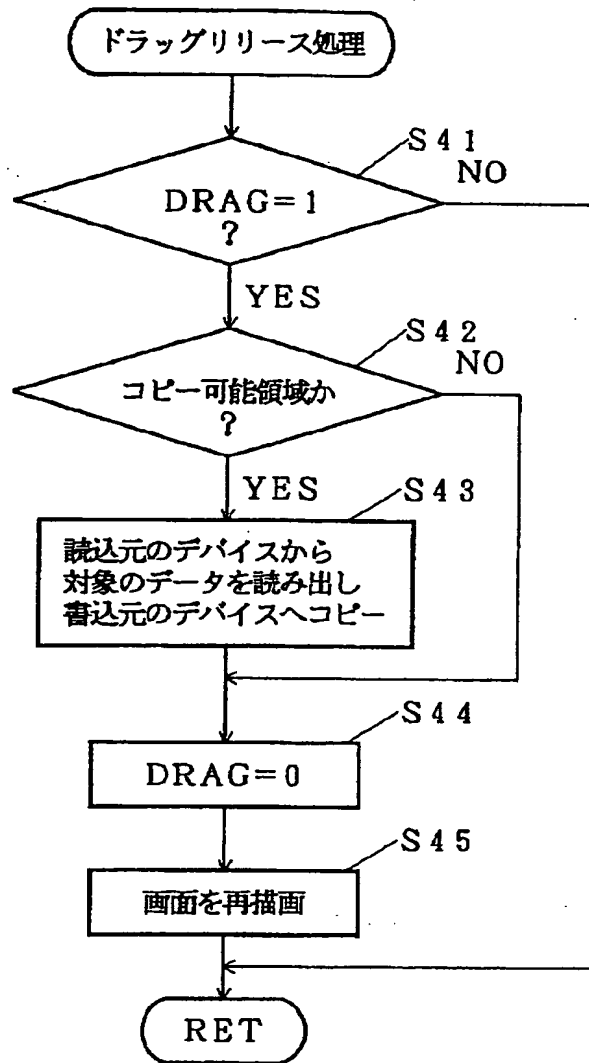 ドラッグリリース処理
S41
NO
DRAG=1
?
YES
S42
NO
コピー可能領域か
?
YES
S43
読込元のデバイスから
対象のデータを読み出し
書込元のデバイスへコピー
S44
DRAG=0
S45
画面を再描画
RET